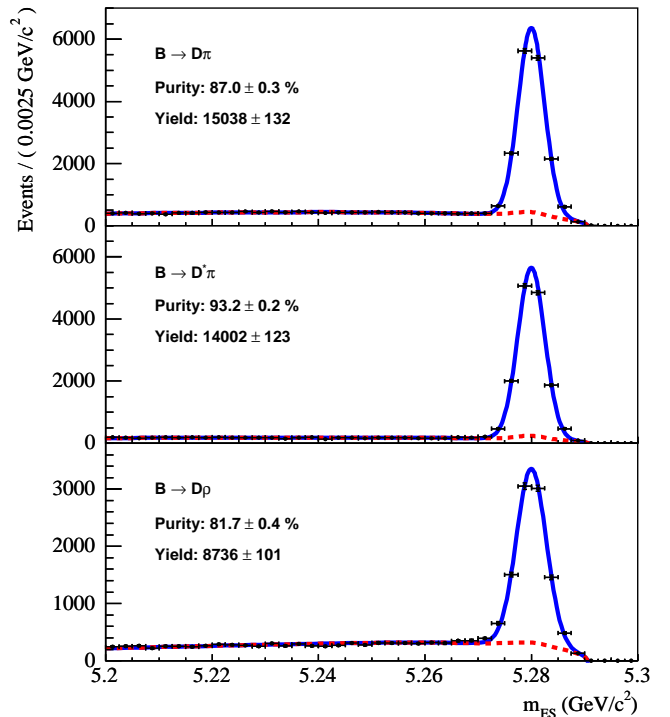 Events / ( 0.0025 GeV/c²)
6000
4000
2000
0
B → Dπ
Purity: 87.0 ± 0.3 %
Yield: 15038 ± 132
6000
4000
2000
0
B → D*π
Purity: 93.2 ± 0.2 %
Yield: 14002 ± 123
3000
2000
1000
0
B → Dρ
Purity: 81.7 ± 0.4 %
Yield: 8736 ± 101
5.2 5.22 5.24 5.26 5.28 5.3
m_ES (GeV/c²)